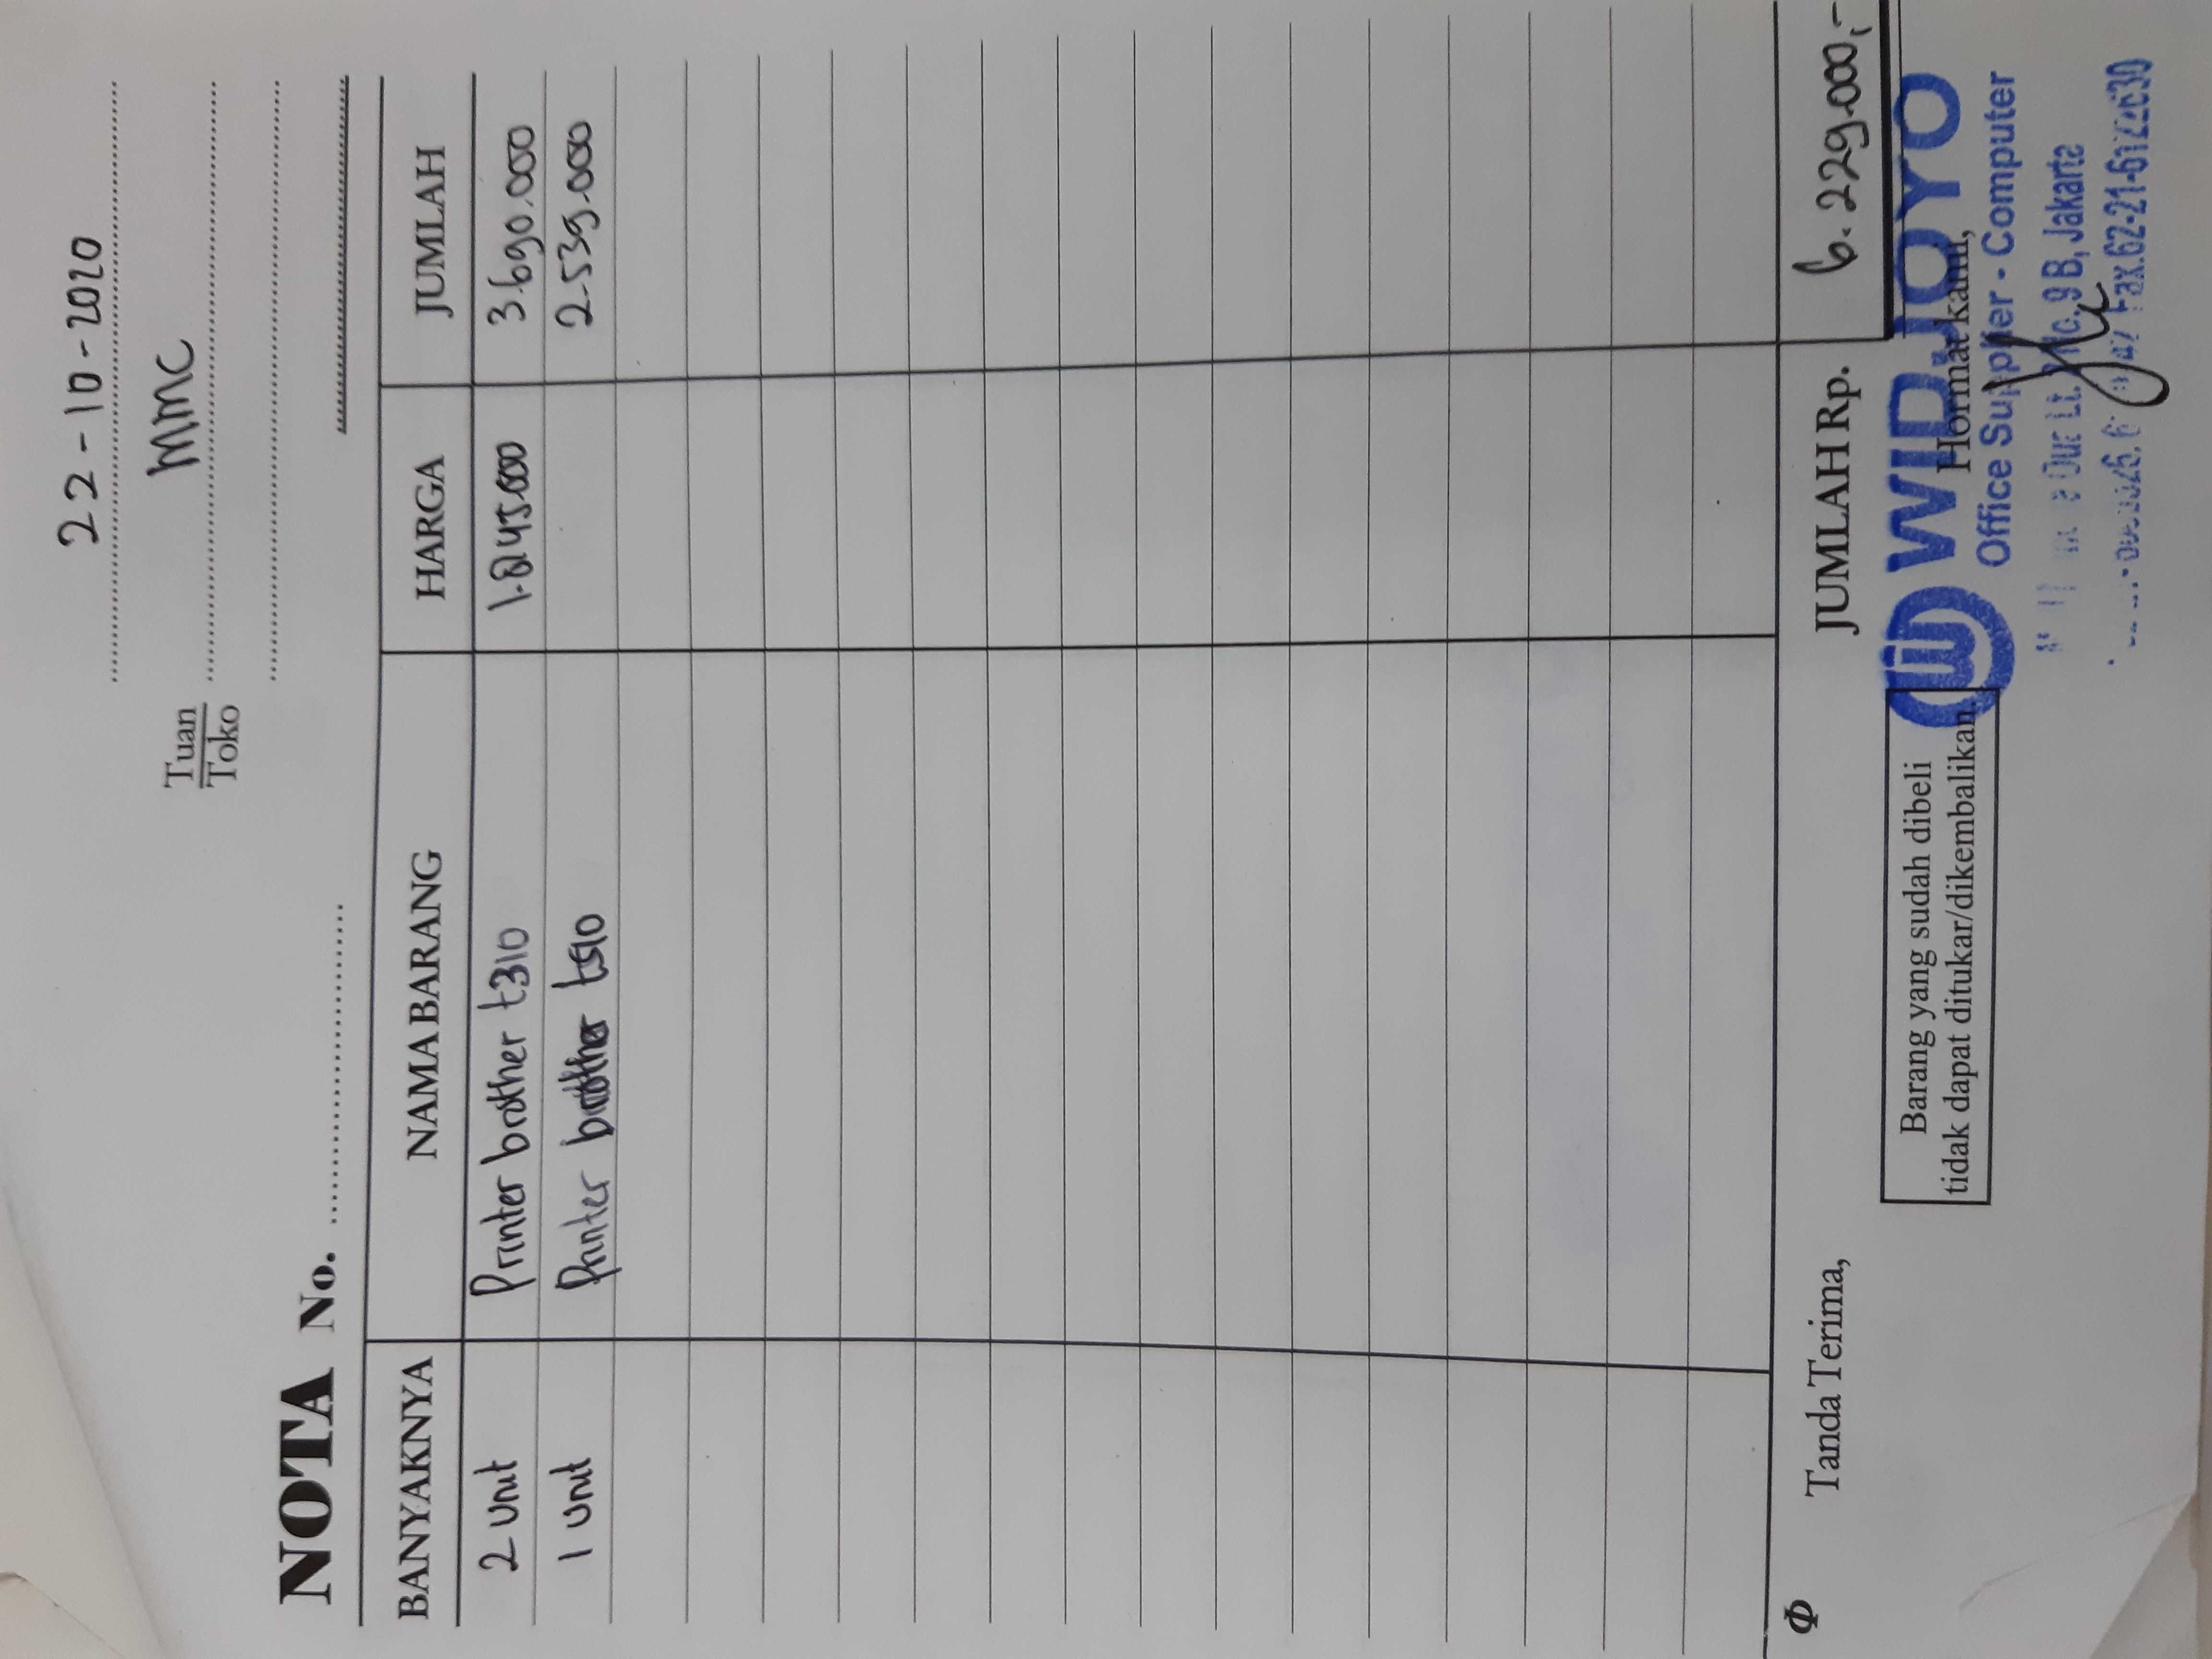 22-10-2020
Tuan
Toko
MMC
NOTA No.
BANYAKNYA NAMA BARANG HARGA JUMLAH
2 Unit Printer brother t310 1.845.000 3.690.000
1 Unit Printer brother t510 2.539.000
JUMLAH Rp. 6.229.000,-
Φ Tanda Terima,
Barang yang sudah dibeli
tidak dapat ditukar/dikembalikan.
WIDJOYO
Hormat kami,
Office Supplier - Computer
9 B, Jakarta
Fax.62-21-6122630